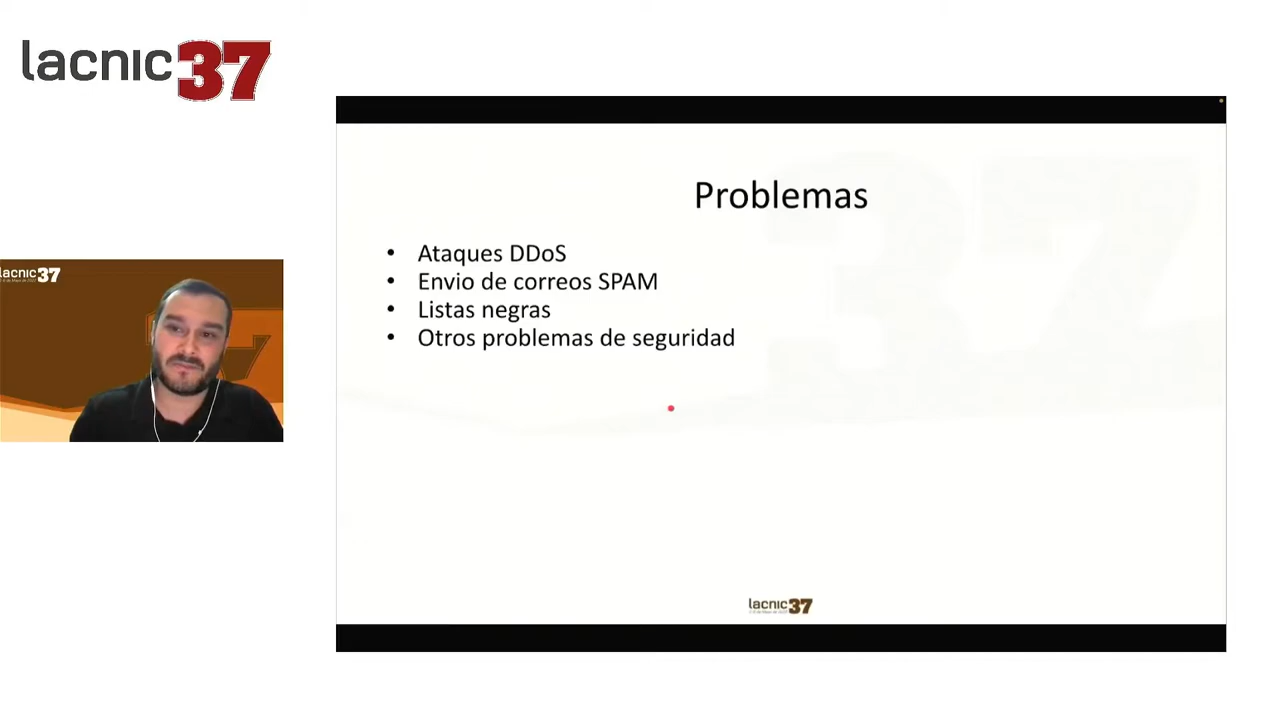 lacnic37
Problemas
• Ataques DDoS
• Envio de correos SPAM
• Listas negras
• Otros problemas de seguridad
lacnic37
lacnic37